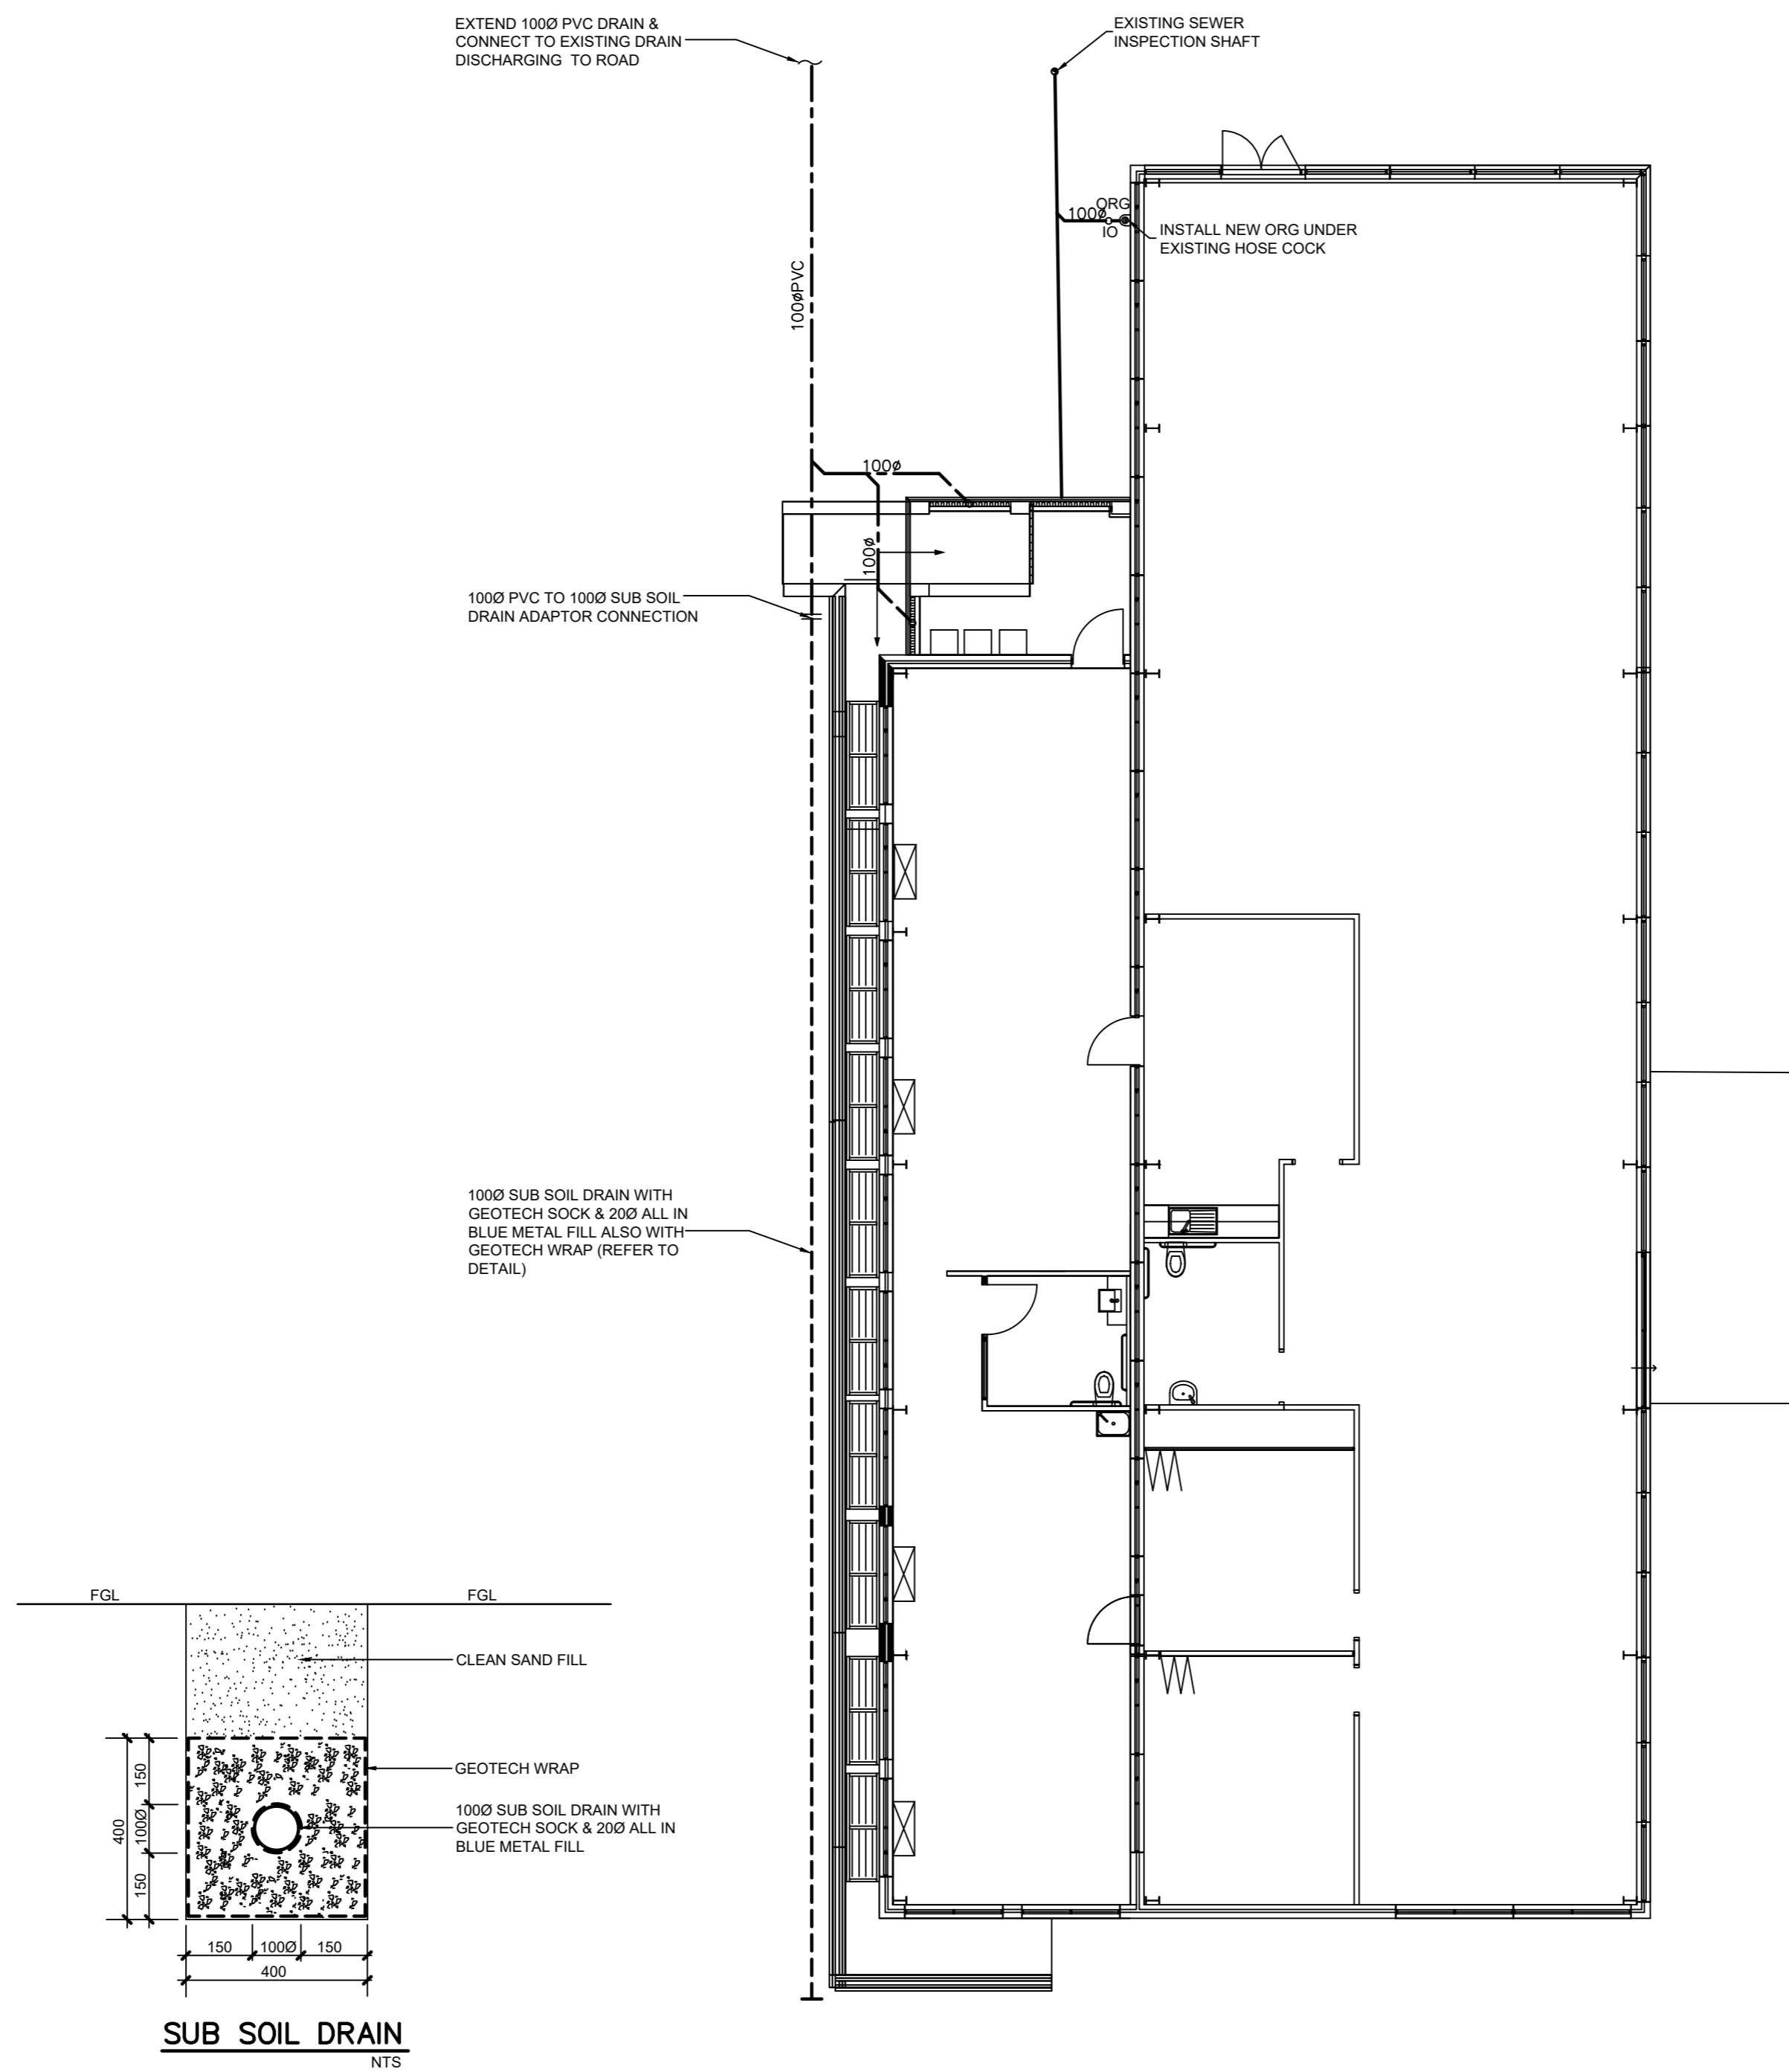 EXTEND 100Ø PVC DRAIN &
CONNECT TO EXISTING DRAIN
DISCHARGING TO ROAD
EXISTING SEWER
INSPECTION SHAFT
ORG
100ø
IO
INSTALL NEW ORG UNDER
EXISTING HOSE COCK
100øPVC
100ø
100ø
100Ø PVC TO 100Ø SUB SOIL
DRAIN ADAPTOR CONNECTION
100Ø SUB SOIL DRAIN WITH
GEOTECH SOCK & 20Ø ALL IN
BLUE METAL FILL ALSO WITH
GEOTECH WRAP (REFER TO
DETAIL)
FGL
FGL
CLEAN SAND FILL
GEOTECH WRAP
100Ø SUB SOIL DRAIN WITH
GEOTECH SOCK & 20Ø ALL IN
BLUE METAL FILL
400
150
100Ø
150
150
100Ø
150
400
SUB SOIL DRAIN
NTS